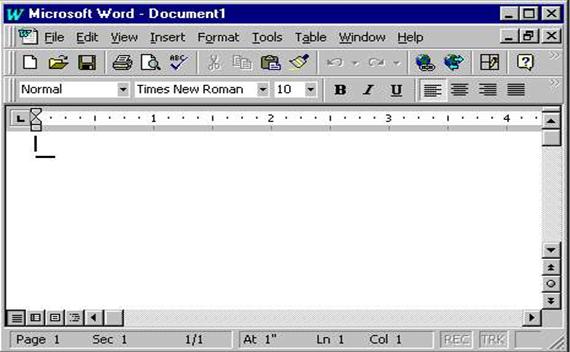 Microsoft Word - Document1
File Edit View Insert Format Tools Table Window Help
ABC
Normal Times New Roman 10 B I U
1 2 3 4
Page 1 Sec 1 1/1 At 1" Ln 1 Col 1 REC TRK